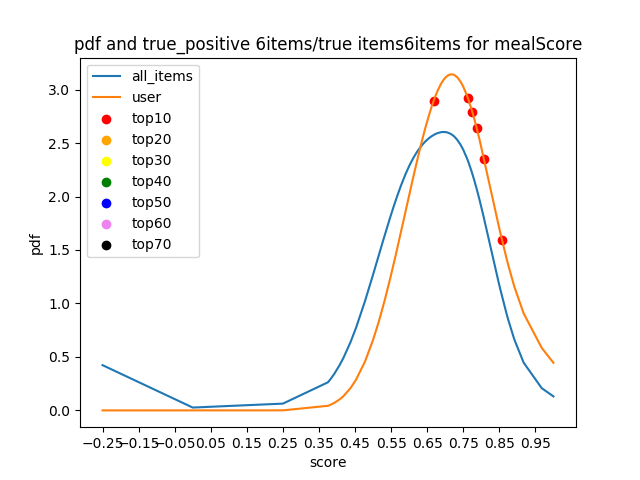 pdf and true_positive 6items/true items6items for mealScore
all_items
user
top10
top20
top30
top40
top50
top60
top70
pdf
3.0
2.5
2.0
1.5
1.0
0.5
0.0
−0.25 −0.15 −0.05 0.05 0.15 0.25 0.35 0.45 0.55 0.65 0.75 0.85 0.95
score